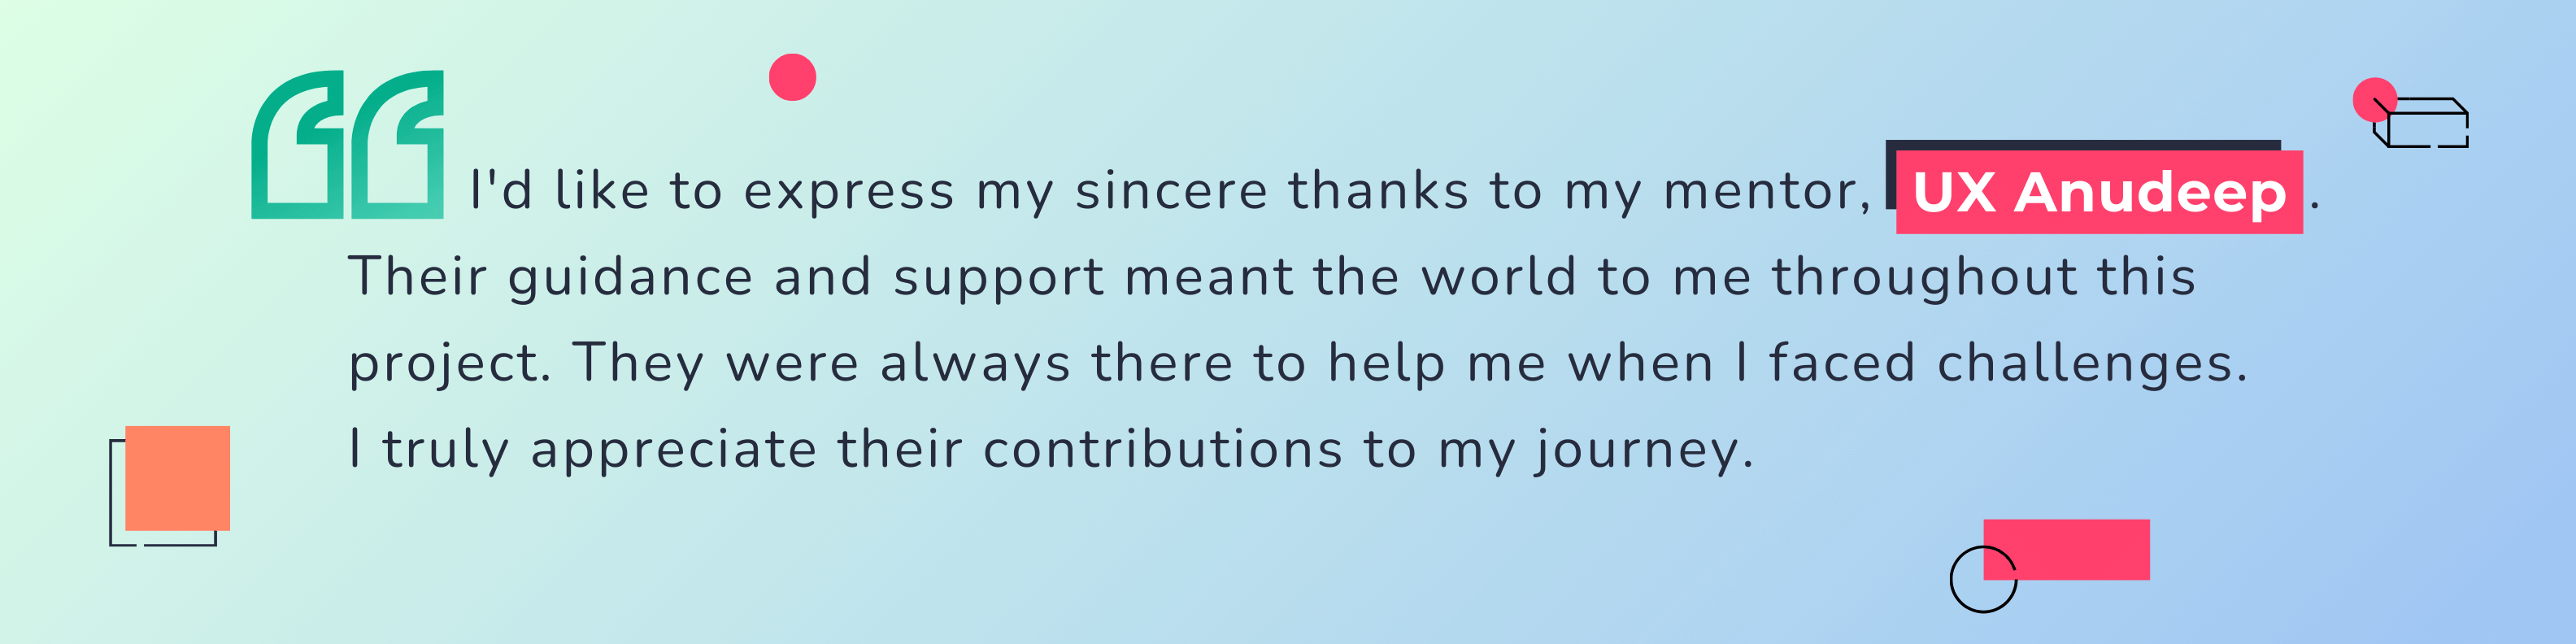 I'd like to express my sincere thanks to my mentor, UX Anudeep.
Their guidance and support meant the world to me throughout this
project. They were always there to help me when I faced challenges.
I truly appreciate their contributions to my journey.